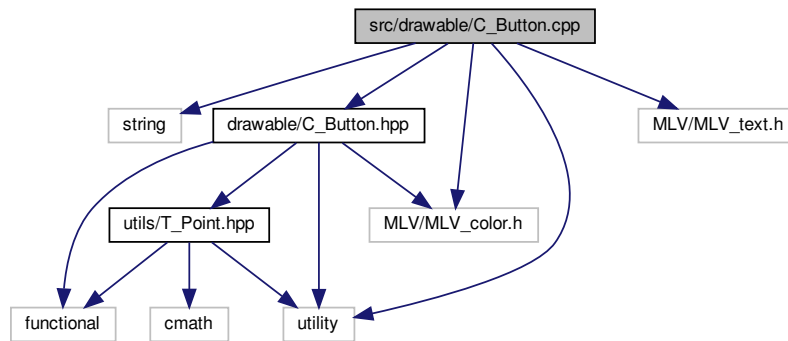 src/drawable/C_Button.cpp
string
drawable/C_Button.hpp
MLV/MLV_text.h
utils/T_Point.hpp
MLV/MLV_color.h
functional
cmath
utility